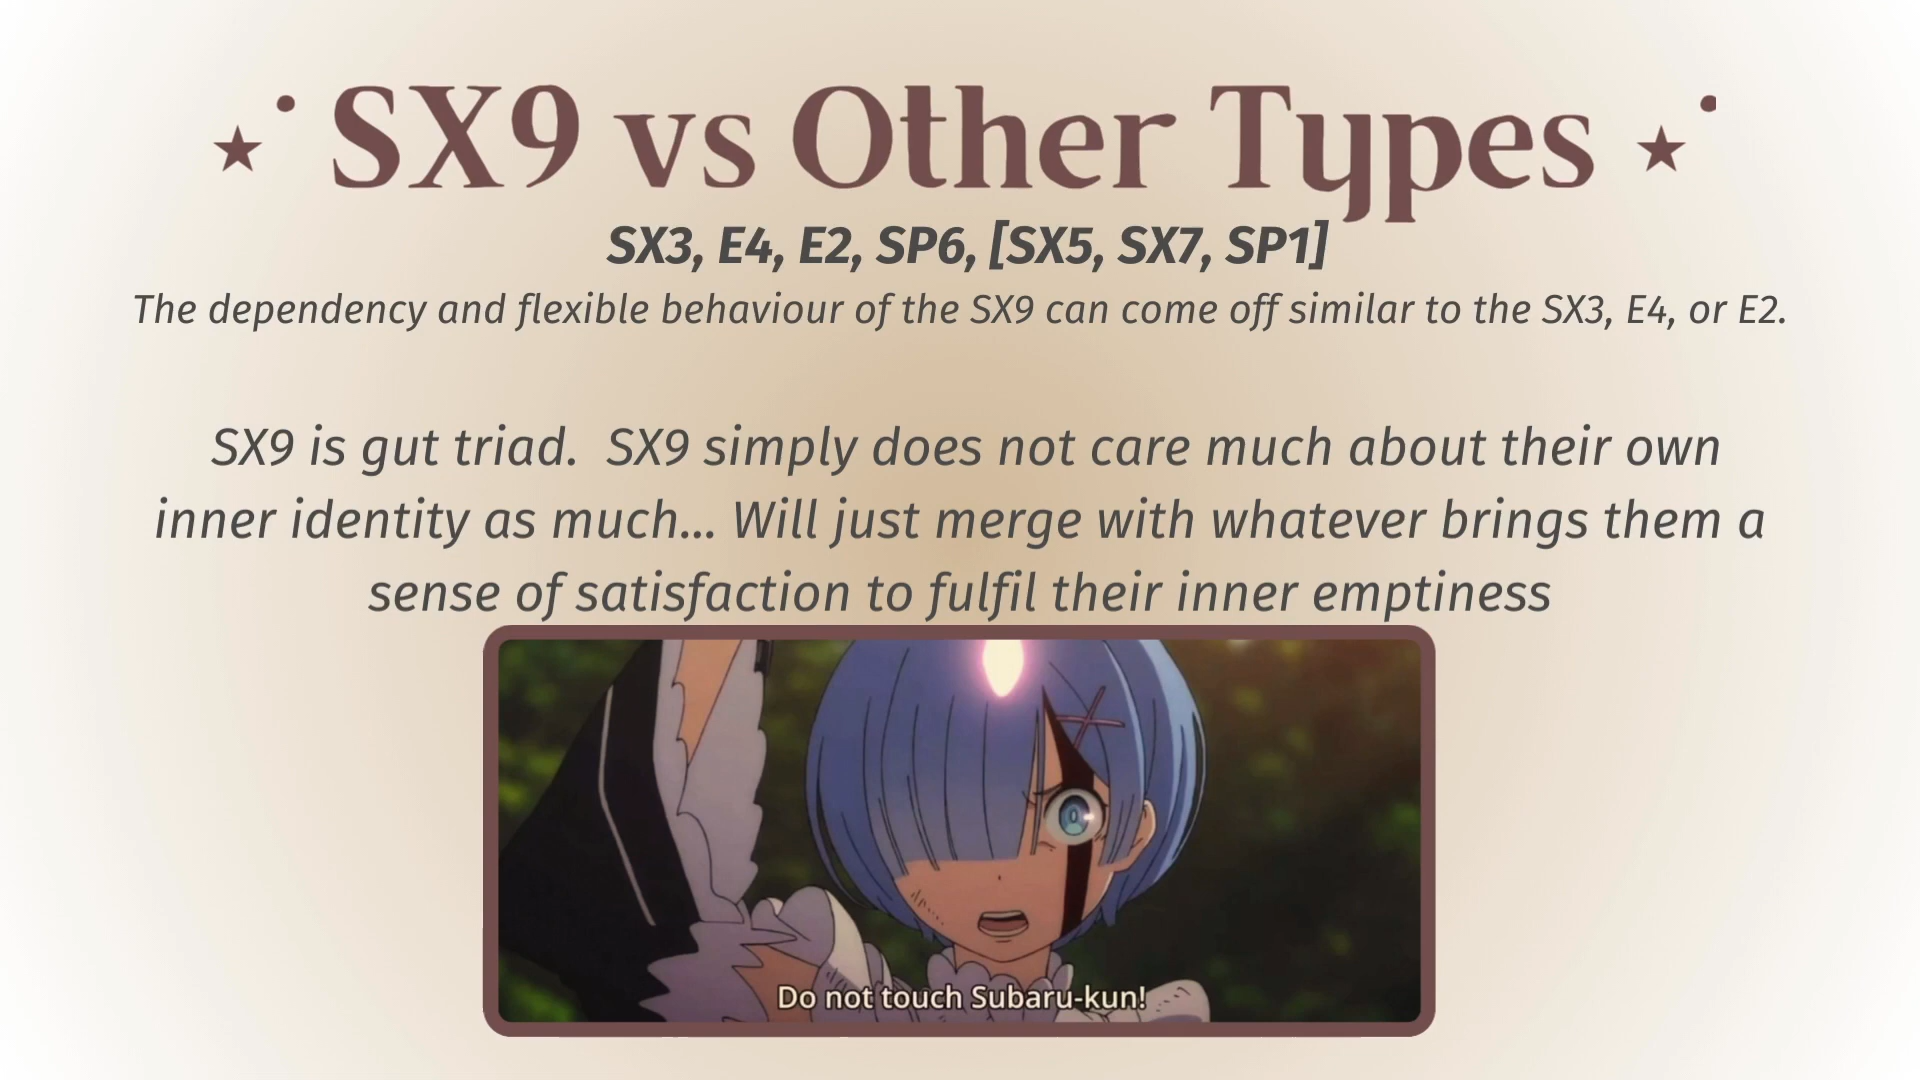 ★˙ SX9 vs Other Types ★˙
SX3, E4, E2, SP6, [SX5, SX7, SP1]
The dependency and flexible behaviour of the SX9 can come off similar to the SX3, E4, or E2.
SX9 is gut triad.  SX9 simply does not care much about their own
inner identity as much... Will just merge with whatever brings them a
sense of satisfaction to fulfil their inner emptiness
Do not touch Subaru-kun!